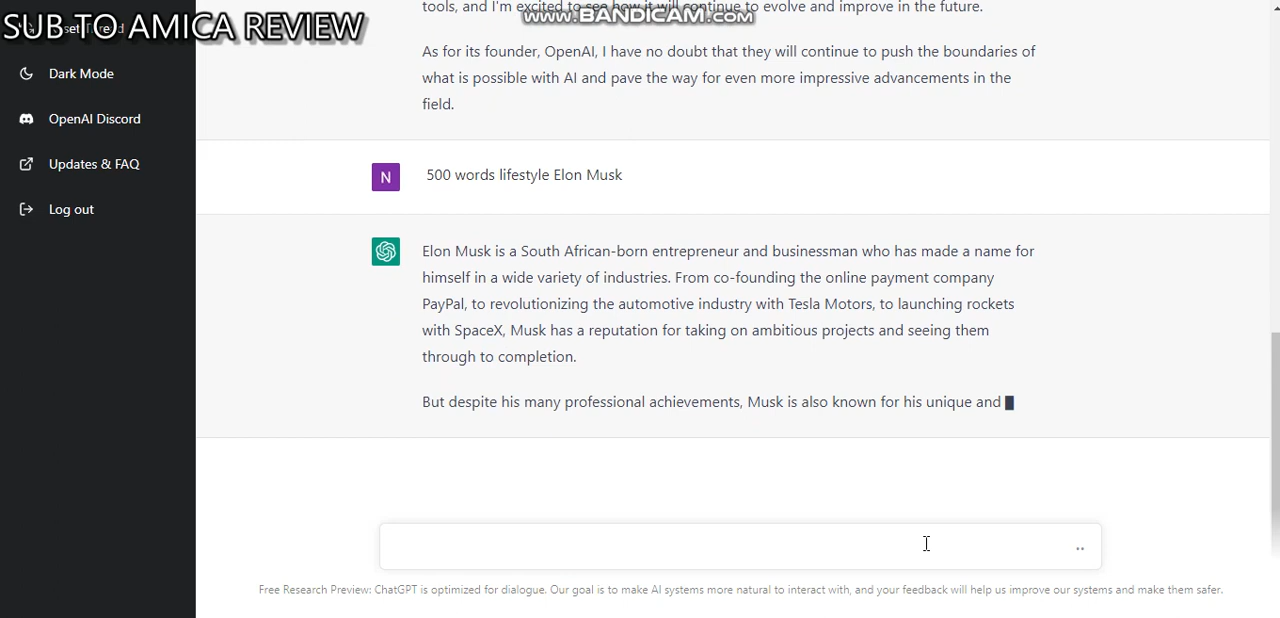 tools, and I'm excited to see how it will continue to evolve and improve in the future.
www.BANDICAM.com
SUB TO AMICA REVIEW
As for its founder, OpenAI, I have no doubt that they will continue to push the boundaries of
what is possible with AI and pave the way for even more impressive advancements in the
field.
Dark Mode
OpenAI Discord
Updates & FAQ
Log out
N
500 words lifestyle Elon Musk
Elon Musk is a South African-born entrepreneur and businessman who has made a name for
himself in a wide variety of industries. From co-founding the online payment company
PayPal, to revolutionizing the automotive industry with Tesla Motors, to launching rockets
with SpaceX, Musk has a reputation for taking on ambitious projects and seeing them
through to completion.
But despite his many professional achievements, Musk is also known for his unique and
Free Research Preview: ChatGPT is optimized for dialogue. Our goal is to make AI systems more natural to interact with, and your feedback will help us improve our systems and make them safer.